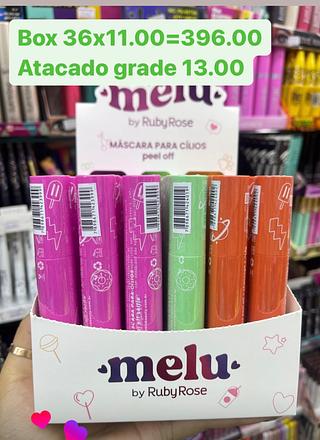 Box 36x11.00=396.00
Atacado grade 13.00
melu
by RubyRose
MÁSCARA PARA CÍLIOS
peel off
melu
by RubyRose